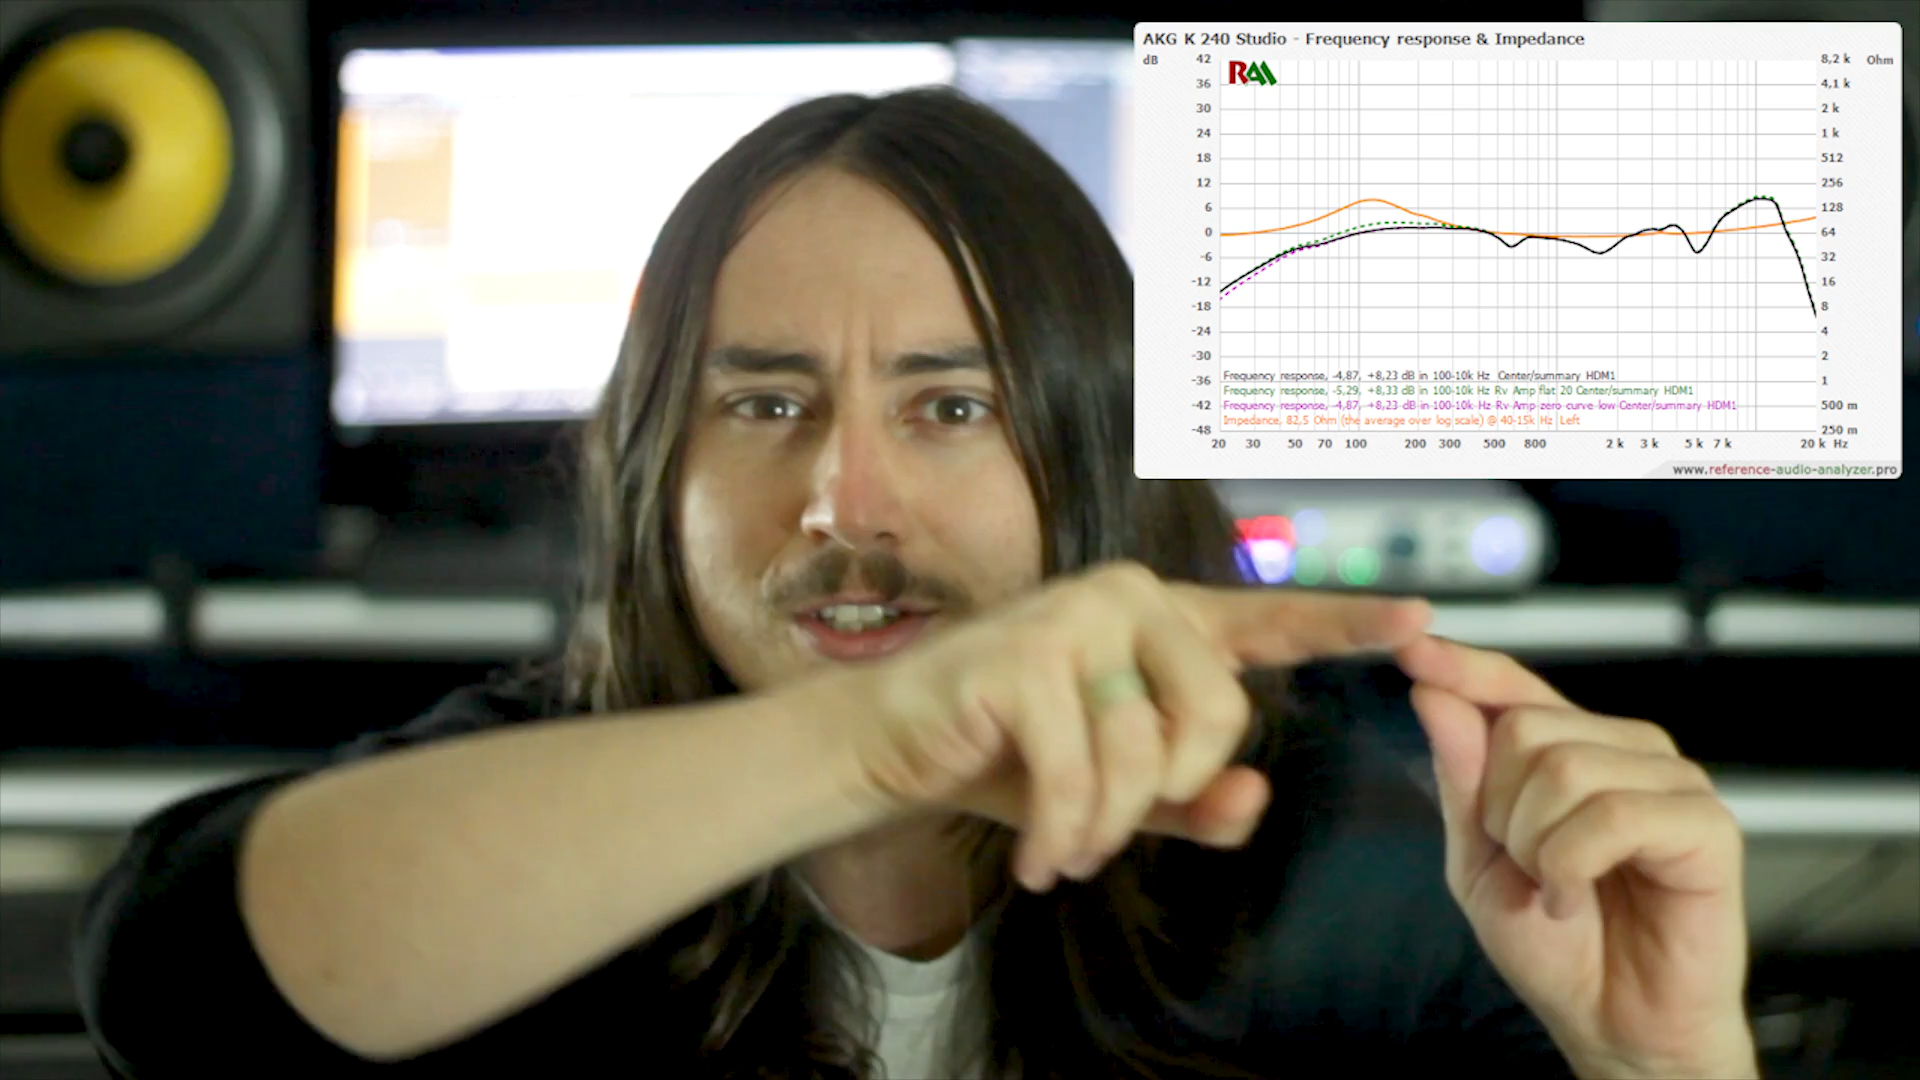 AKG K 240 Studio - Frequency response & Impedance
dB 42 8,2 k Ohm
RAA
36 4,1 k
30 2 k
24 1 k
18 512
12 256
6 128
0 64
-6 32
-12 16
-18 8
-24 4
-30 2
Frequency response, -4,87, +8,23 dB in 100-10k Hz Center/summary HDM1
-36 1
Frequency response, -5,29, +8,33 dB in 100-10k Hz Rv Amp flat 20 Center/summary HDM1
-42 Frequency response, -4,87, +8,23 dB in 100-10k Hz Rv Amp zero curve low Center/summary HDM1 500 m
Impedance, 82,5 Ohm (the average over log scale) @ 40-15k Hz Left
-48 250 m
20 30 50 70 100 200 300 500 800 2 k 3 k 5 k 7 k 20 k Hz
www.reference-audio-analyzer.pro